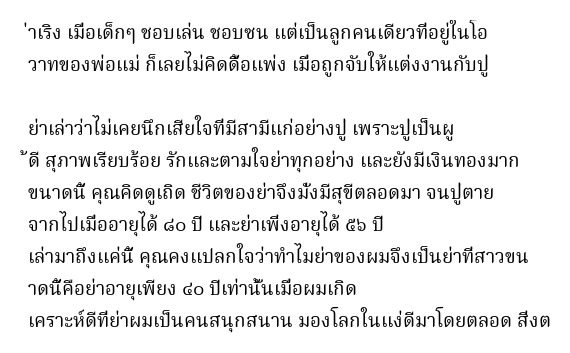 ่าเริง เมื่อเด็กๆ ชอบเล่น ชอบซน แต่เป็นลูกคนเดียวที่อยู่ในโอ
วาทของพ่อแม่ ก็เลยไม่คิดดื้อแพ่ง เมื่อถูกจับให้แต่งงานกับปู่
ย่าเล่าว่าไม่เคยนึกเสียใจที่มีสามีแก่อย่างปู่ เพราะปู่เป็นผู
้ดี สุภาพเรียบร้อย รักและตามใจย่าทุกอย่าง และยังมีเงินทองมาก
ขนาดนี้ คุณคิดดูเถิด ชีวิตของย่าจึงมั่งมีสุขีตลอดมา จนปู่ตาย
จากไปเมื่ออายุได้ ๘๐ ปี และย่าเพิ่งอายุได้ ๕๖ ปี
เล่ามาถึงแค่นี้ คุณคงแปลกใจว่าทำไมย่าของผมจึงเป็นย่าที่สาวขน
าดนี้คือย่าอายุเพียง ๔๐ ปีเท่านั้นเมื่อผมเกิด
เคราะห์ดีที่ย่าผมเป็นคนสนุกสนาน มองโลกในแง่ดีมาโดยตลอด สิ่งต